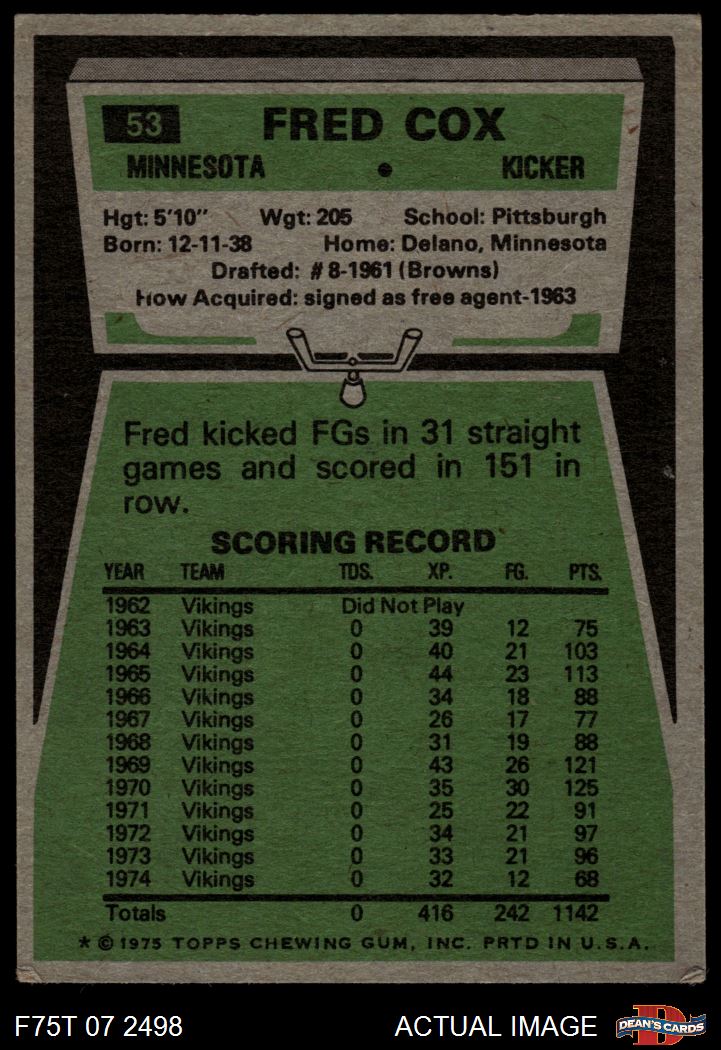 53 FRED COX
MINNESOTA • KICKER
Hgt: 5'10" Wgt: 205 School: Pittsburgh
Born: 12-11-38 Home: Delano, Minnesota
Drafted: #8-1961 (Browns)
How Acquired: signed as free agent-1963
Fred kicked FGs in 31 straight
games and scored in 151 in
row.
SCORING RECORD
YEAR TEAM TDS. XP. FG. PTS.
1962 Vikings Did Not Play
1963 Vikings 0 39 12 75
1964 Vikings 0 40 21 103
1965 Vikings 0 44 23 113
1966 Vikings 0 34 18 88
1967 Vikings 0 26 17 77
1968 Vikings 0 31 19 88
1969 Vikings 0 43 26 121
1970 Vikings 0 35 30 125
1971 Vikings 0 25 22 91
1972 Vikings 0 34 21 97
1973 Vikings 0 33 21 96
1974 Vikings 0 32 12 68
Totals 0 416 242 1142
* © 1975 TOPPS CHEWING GUM, INC. PRTD IN U.S.A.
F75T 07 2498 ACTUAL IMAGE D DEAN'S CARDS